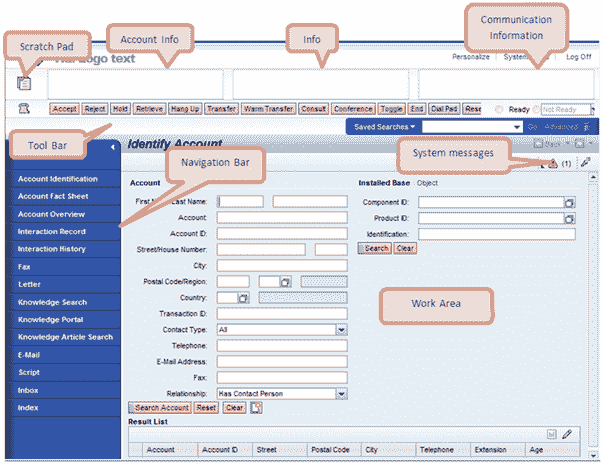 Communication
Information
Account Info
Info
Scratch Pad
logo text
Personalize
System
Log Off
Accept Reject Hold Retrieve Hang Up Transfer Warm Transfer Consult Conference Toggle End Dial Pad Rese Ready Not Ready
Saved Searches Go Advanced
Tool Bar
Identify Account
Back
Navigation Bar
System messages
(1)
Account Identification
Account Fact Sheet
Account Overview
Interaction Record
Interaction History
Fax
Letter
Knowledge Search
Knowledge Portal
Knowledge Article Search
E-Mail
Script
Inbox
Index
Account
First Name/Last Name:
Account:
Account ID:
Street/House Number:
City:
Postal Code/Region:
Country:
Transaction ID:
Contact Type: All
Telephone:
E-Mail Address:
Fax:
Relationship: Has Contact Person
Search Account Reset Clear
Installed Base Object
Component ID:
Product ID:
Identification:
Search Clear
Work Area
Result List
Account Account ID Street Postal Code City Telephone Extension Age